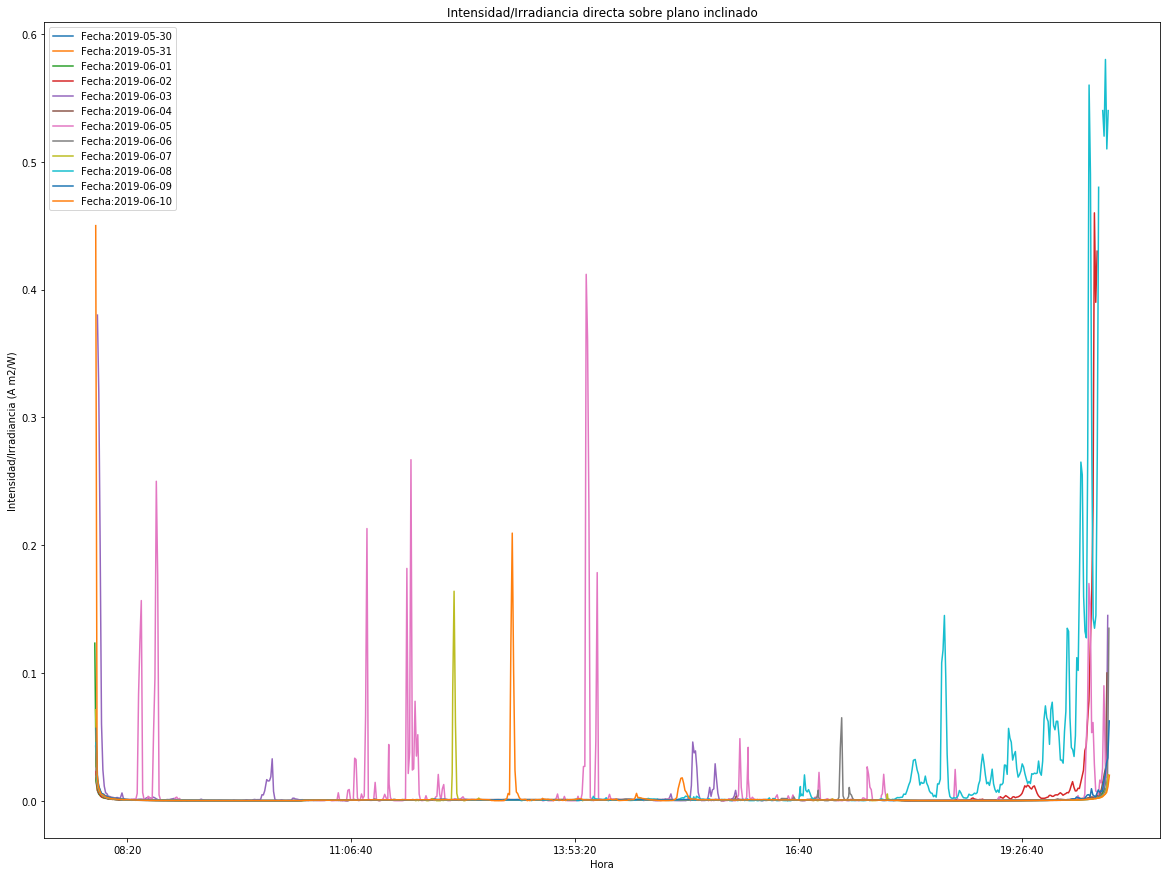 Intensidad/Irradiancia directa sobre plano inclinado
Fecha:2019-05-30
Fecha:2019-05-31
Fecha:2019-06-01
Fecha:2019-06-02
Fecha:2019-06-03
Fecha:2019-06-04
Fecha:2019-06-05
Fecha:2019-06-06
Fecha:2019-06-07
Fecha:2019-06-08
Fecha:2019-06-09
Fecha:2019-06-10
Intensidad/Irradiancia (A m2/W)
0.6
0.5
0.4
0.3
0.2
0.1
0.0
08:20
11:06:40
13:53:20
16:40
19:26:40
Hora